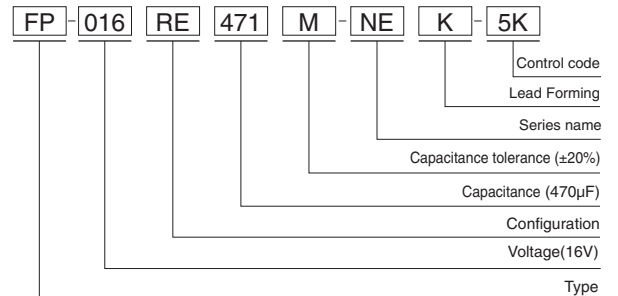 FP-016 RE 471 M-NE K-5K
Control code
Lead Forming
Series name
Capacitance tolerance (±20%)
Capacitance (470μF)
Configuration
Voltage(16V)
Type